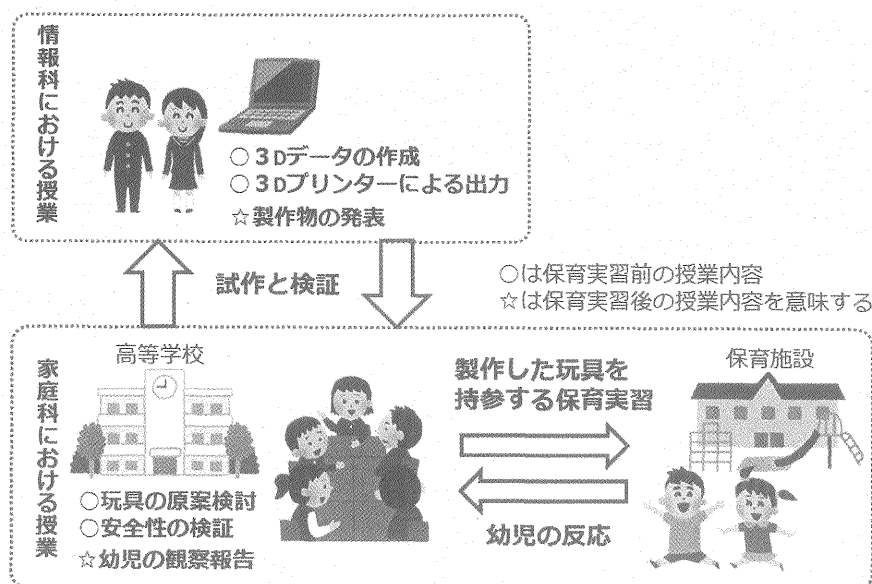 情報科における授業
○3Dデータの作成
○3Dプリンターによる出力
☆製作物の発表
試作と検証
○は保育実習前の授業内容
☆は保育実習後の授業内容を意味する
家庭科における授業
高等学校
○玩具の原案検討
○安全性の検証
☆幼児の観察報告
製作した玩具を
持参する保育実習
幼児の反応
保育施設